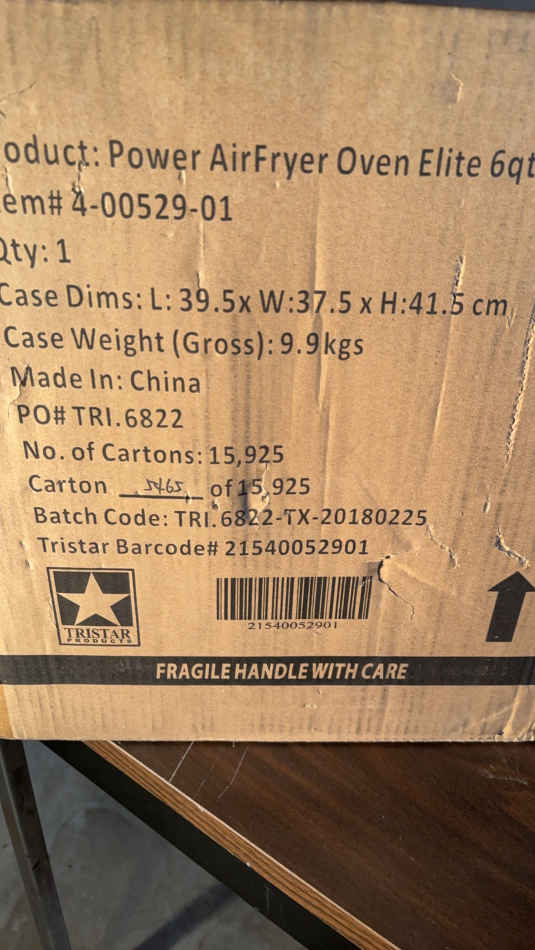 oduct: Power AirFryer Oven Elite 6qt
em# 4-00529-01
Qty: 1
Case Dims: L: 39.5x W:37.5 x H:41.5 cm
Case Weight (Gross): 9.9kgs
Made In: China
PO# TRI.6822
No. of Cartons: 15,925
Carton 5465 of 15,925
Batch Code: TRI.6822-TX-20180225
Tristar Barcode# 21540052901
TRISTAR
PRODUCTS
21540052901
FRAGILE HANDLE WITH CARE